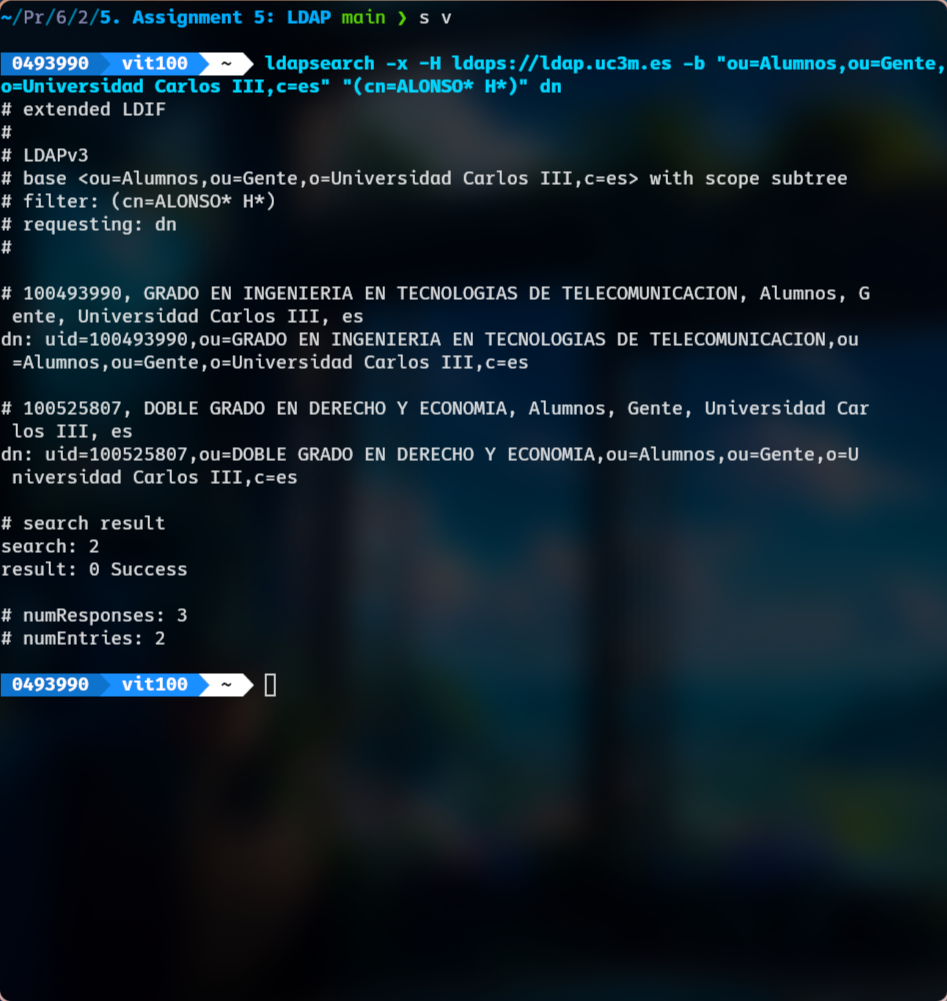 ~/Pr/6/2/5. Assignment 5: LDAP main ❯ s v
0493990 vit100 ~ ldapsearch -x -H ldaps://ldap.uc3m.es -b "ou=Alumnos,ou=Gente,
o=Universidad Carlos III,c=es" "(cn=ALONSO* H*)" dn
# extended LDIF
#
# LDAPv3
# base <ou=Alumnos,ou=Gente,o=Universidad Carlos III,c=es> with scope subtree
# filter: (cn=ALONSO* H*)
# requesting: dn
#
# 100493990, GRADO EN INGENIERIA EN TECNOLOGIAS DE TELECOMUNICACION, Alumnos, G
ente, Universidad Carlos III, es
dn: uid=100493990,ou=GRADO EN INGENIERIA EN TECNOLOGIAS DE TELECOMUNICACION,ou
=Alumnos,ou=Gente,o=Universidad Carlos III,c=es
# 100525807, DOBLE GRADO EN DERECHO Y ECONOMIA, Alumnos, Gente, Universidad Car
los III, es
dn: uid=100525807,ou=DOBLE GRADO EN DERECHO Y ECONOMIA,ou=Alumnos,ou=Gente,o=U
niversidad Carlos III,c=es
# search result
search: 2
result: 0 Success
# numResponses: 3
# numEntries: 2
0493990 vit100 ~